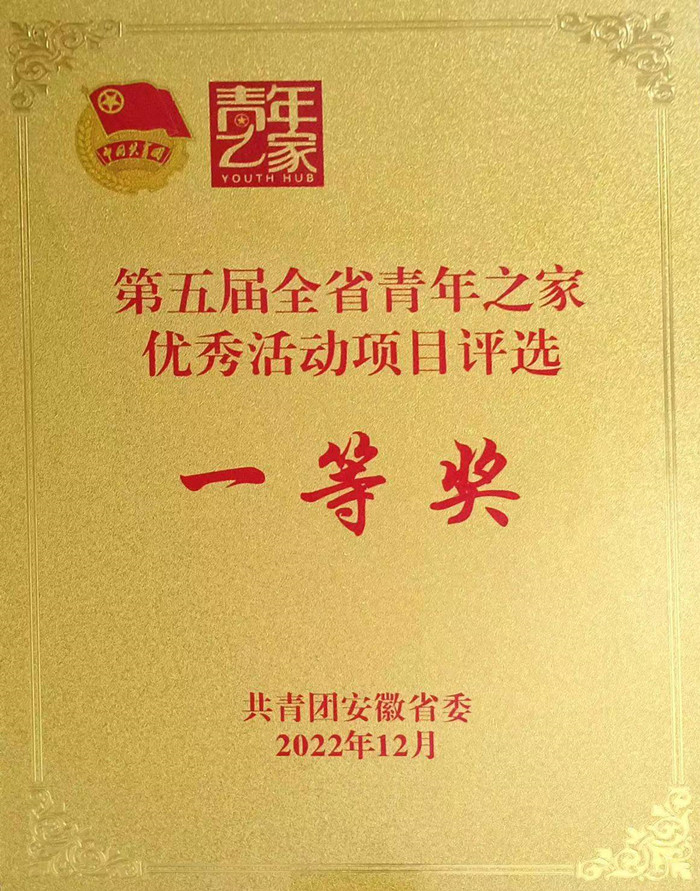 中国共青团
青年
之家
YOUTH HUB
第五届全省青年之家
优秀活动项目评选
一等奖
共青团安徽省委
2022年12月